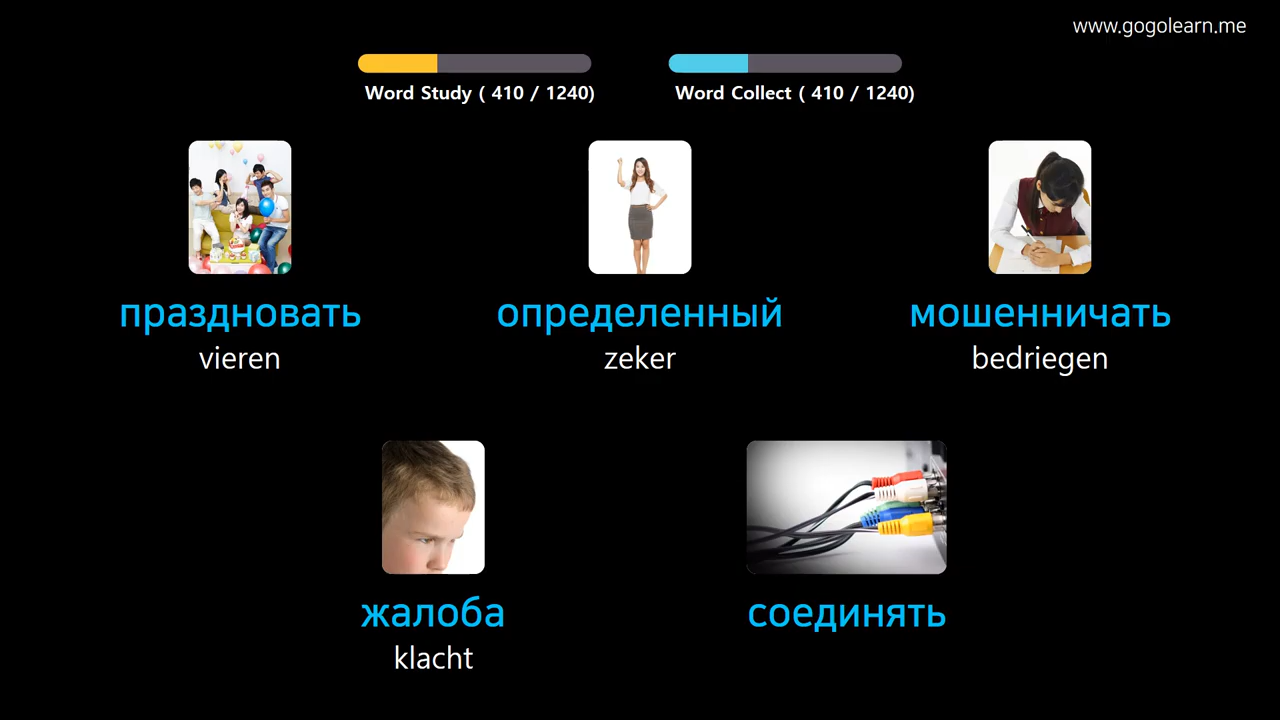 www.gogolearn.me
Word Study ( 410 / 1240)
Word Collect ( 410 / 1240)
праздновать
vieren
определенный
zeker
мошенничать
bedriegen
жалоба
klacht
соединять